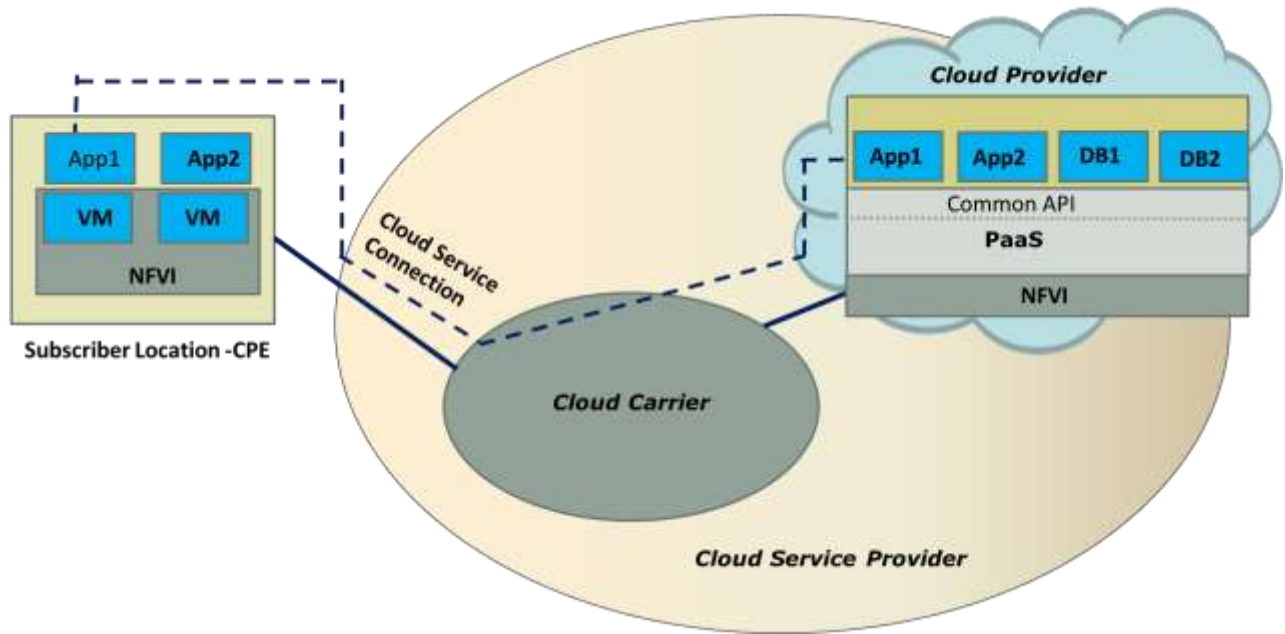 Cloud Provider
App1
App2
VM
VM
NFVI
Subscriber Location -CPE
Cloud Service
Connection
App1
App2
DB1
DB2
Common API
PaaS
NFVI
Cloud Carrier
Cloud Service Provider